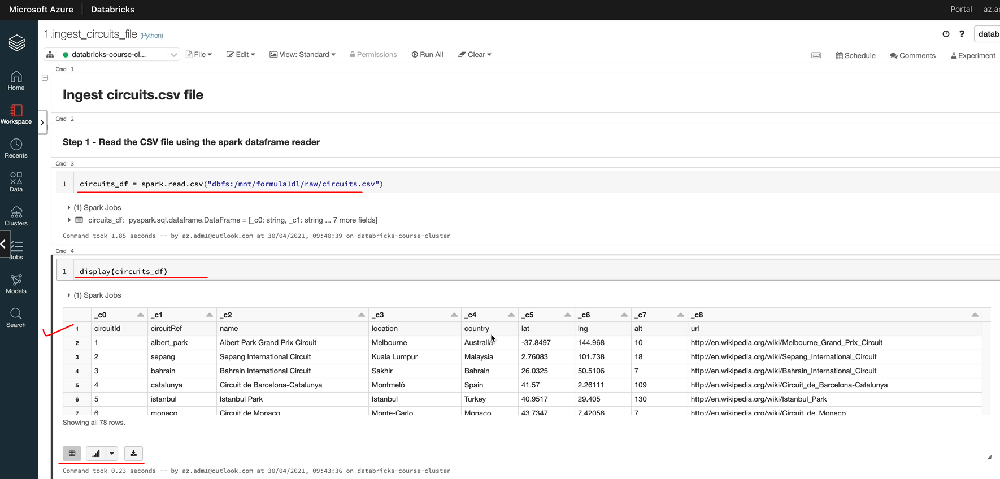 Microsoft Azure | Databricks Portal az.ad
1.ingest_circuits_file (Python) datab
databricks-course-cl... File Edit View: Standard Permissions Run All Clear Schedule Comments Experiment
Cmd 1
Ingest circuits.csv file
Cmd 2
Step 1 - Read the CSV file using the spark dataframe reader
Cmd 3
1 circuits_df = spark.read.csv("dbfs:/mnt/formula1dl/raw/circuits.csv")
(1) Spark Jobs
circuits_df: pyspark.sql.dataframe.DataFrame = [_c0: string, _c1: string ... 7 more fields]
Command took 1.85 seconds -- by az.adm1@outlook.com at 30/04/2021, 09:40:39 on databricks-course-cluster
Cmd 4
1 display(circuits_df)
(1) Spark Jobs
_c0 _c1 _c2 _c3 _c4 _c5 _c6 _c7 _c8
1 circuitId circuitRef name location country lat lng alt url
2 1 albert_park Albert Park Grand Prix Circuit Melbourne Australia -37.8497 144.968 10 http://en.wikipedia.org/wiki/Melbourne_Grand_Prix_Circuit
3 2 sepang Sepang International Circuit Kuala Lumpur Malaysia 2.76083 101.738 18 http://en.wikipedia.org/wiki/Sepang_International_Circuit
4 3 bahrain Bahrain International Circuit Sakhir Bahrain 26.0325 50.5106 7 http://en.wikipedia.org/wiki/Bahrain_International_Circuit
5 4 catalunya Circuit de Barcelona-Catalunya Montmeló Spain 41.57 2.26111 109 http://en.wikipedia.org/wiki/Circuit_de_Barcelona-Catalunya
6 5 istanbul Istanbul Park Istanbul Turkey 40.9517 29.405 130 http://en.wikipedia.org/wiki/Istanbul_Park
7 6 monaco Circuit de Monaco Monte-Carlo Monaco 43.7347 7.42056 7 http://en.wikipedia.org/wiki/Circuit_de_Monaco
Showing all 78 rows.
Command took 0.23 seconds -- by az.adm1@outlook.com at 30/04/2021, 09:43:36 on databricks-course-cluster
Home
Workspace
Recents
Data
Clusters
Jobs
Models
Search